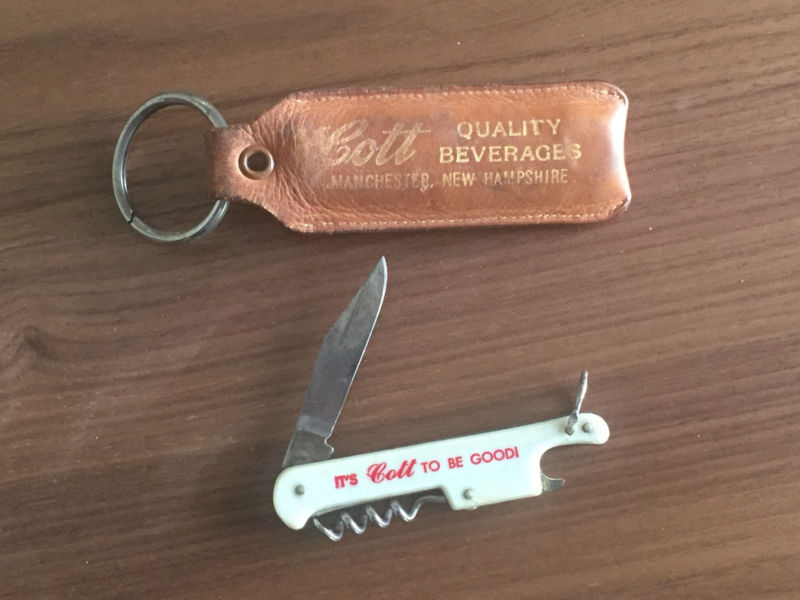 Cott QUALITY BEVERAGES
MANCHESTER, NEW HAMPSHIRE
IT'S Cott TO BE GOOD!